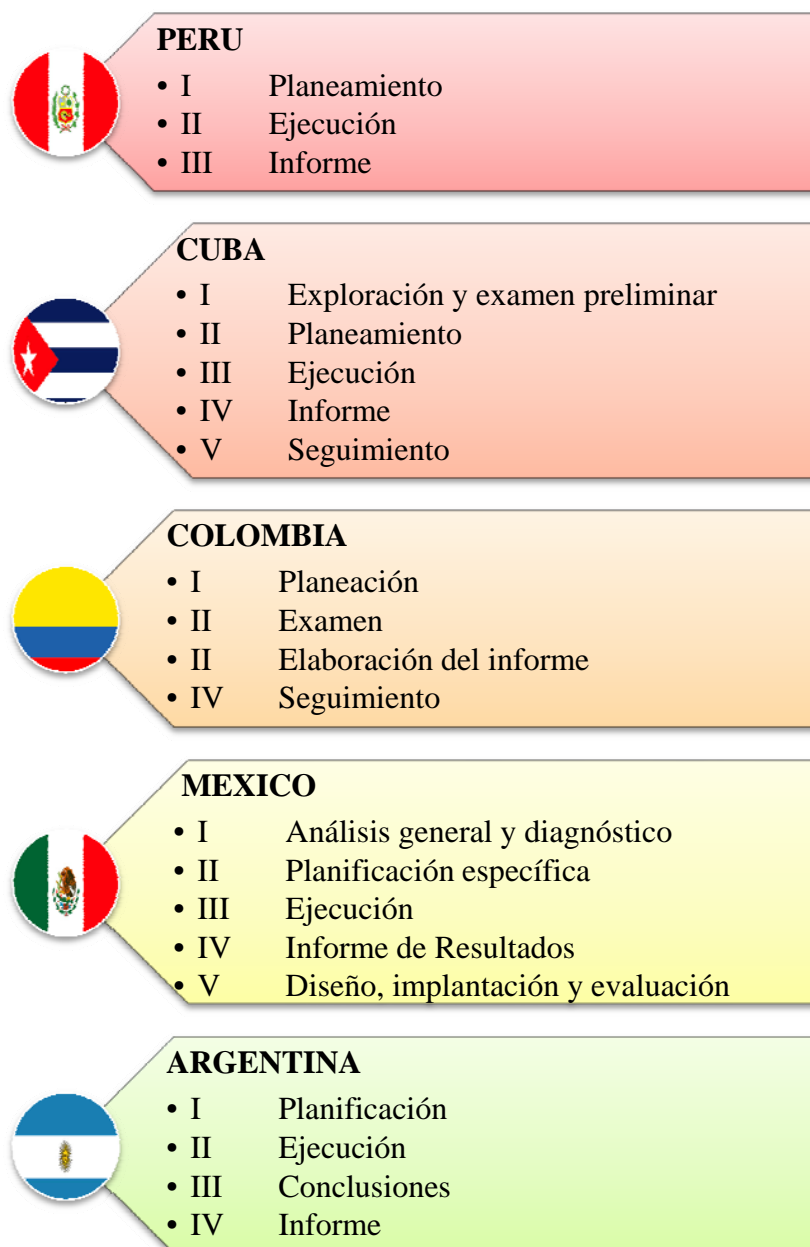 PERU
• I Planeamiento
• II Ejecución
• III Informe
CUBA
• I Exploración y examen preliminar
• II Planeamiento
• III Ejecución
• IV Informe
• V Seguimiento
COLOMBIA
• I Planeación
• II Examen
• II Elaboración del informe
• IV Seguimiento
MEXICO
• I Análisis general y diagnóstico
• II Planificación específica
• III Ejecución
• IV Informe de Resultados
• V Diseño, implantación y evaluación
ARGENTINA
• I Planificación
• II Ejecución
• III Conclusiones
• IV Informe